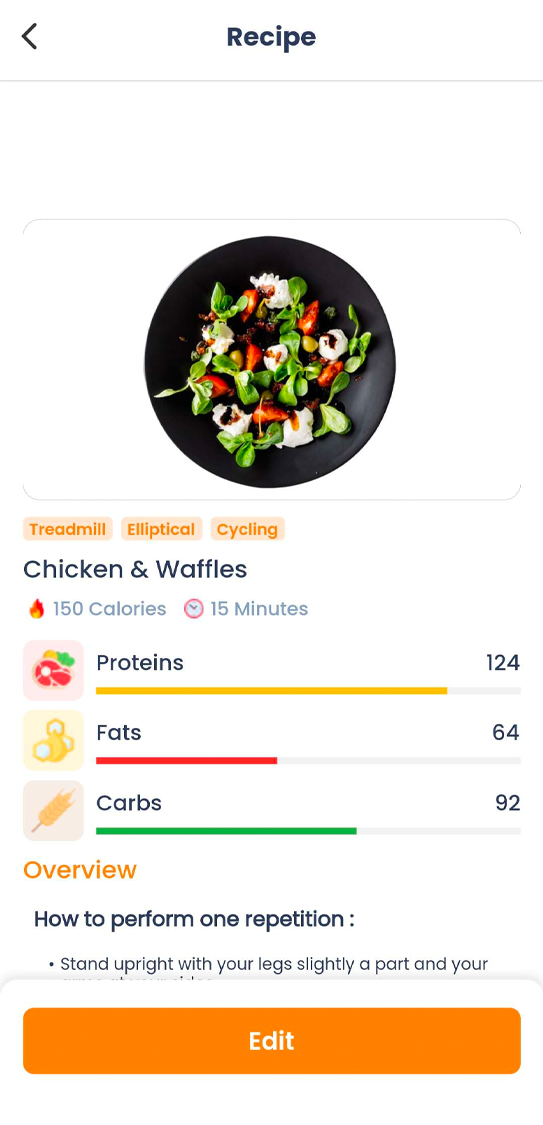 Recipe
Treadmill Elliptical Cycling
Chicken & Waffles
150 Calories 15 Minutes
Proteins 124
Fats 64
Carbs 92
Overview
How to perform one repetition :
• Stand upright with your legs slightly a part and your
Edit